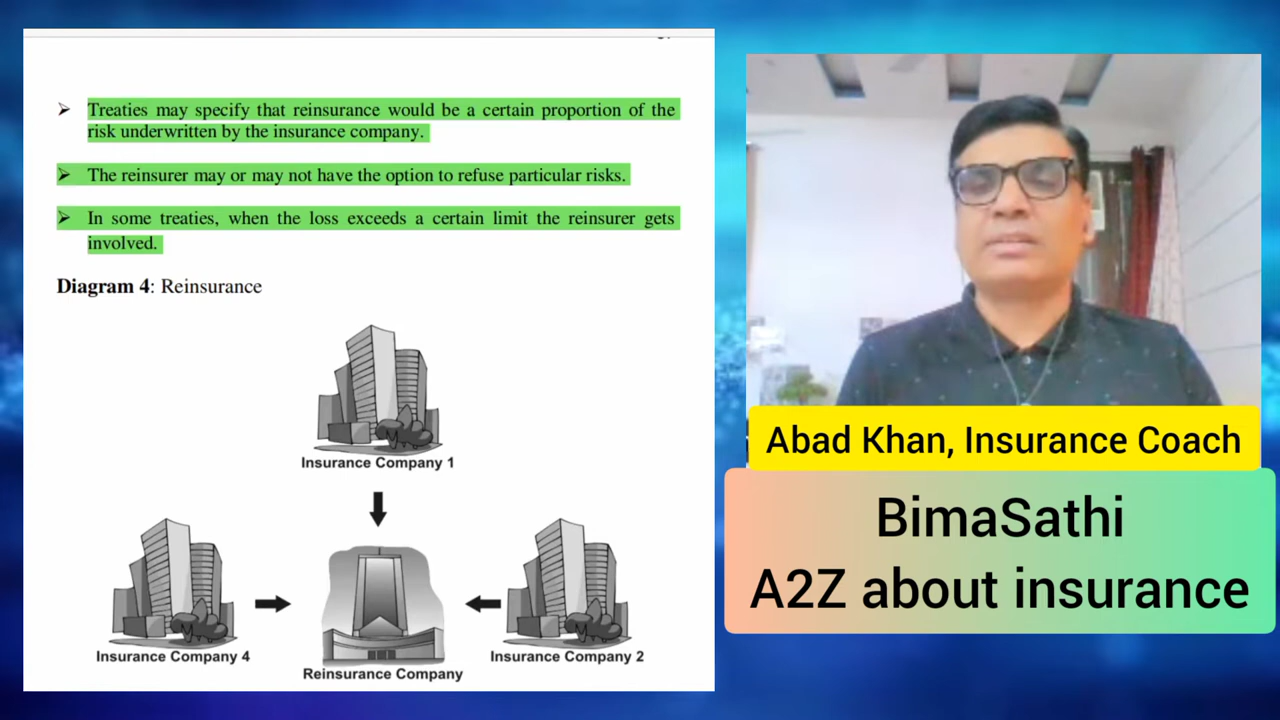 ➢ Treaties may specify that reinsurance would be a certain proportion of the
risk underwritten by the insurance company.
➢ The reinsurer may or may not have the option to refuse particular risks.
➢ In some treaties, when the loss exceeds a certain limit the reinsurer gets
involved.
Diagram 4: Reinsurance
Insurance Company 1
Insurance Company 4
Insurance Company 2
Reinsurance Company
Abad Khan, Insurance Coach
BimaSathi
A2Z about insurance